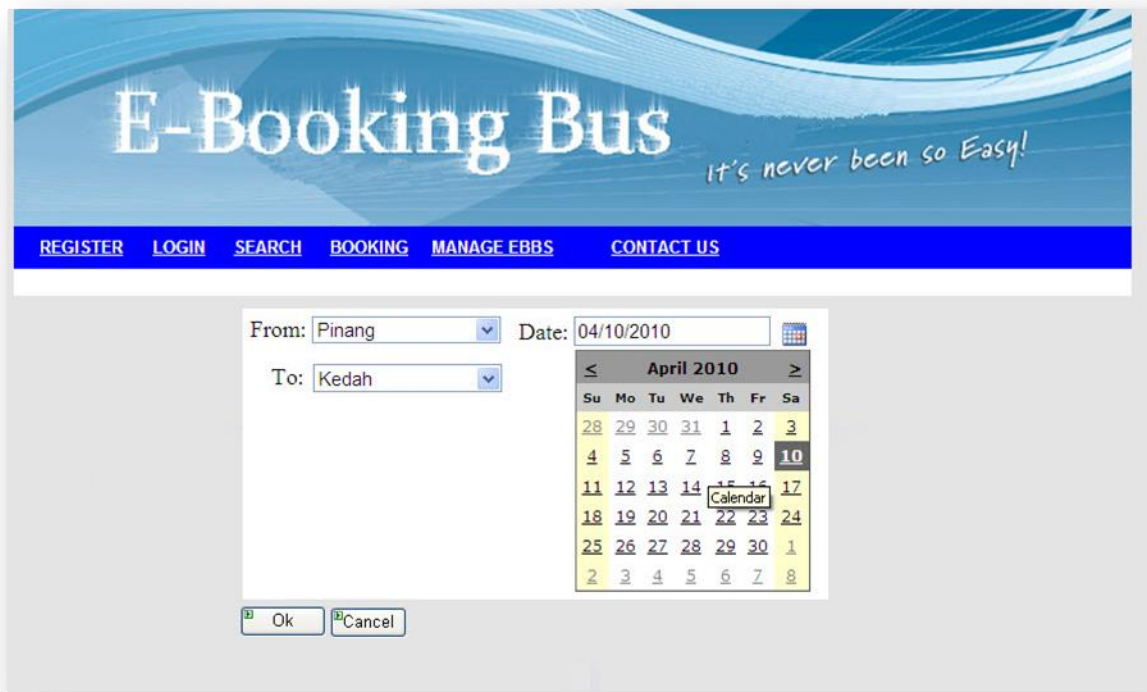 E-Booking Bus
It's never been so Easy!
REGISTER LOGIN SEARCH BOOKING MANAGE EBBS CONTACT US
From: Pinang Date: 04/10/2010
To: Kedah
< April 2010 >
Su Mo Tu We Th Fr Sa
28 29 30 31 1 2 3
4 5 6 7 8 9 10
11 12 13 14 17
Calendar
18 19 20 21 22 23 24
25 26 27 28 29 30 1
2 3 4 5 6 7 8
Ok Cancel